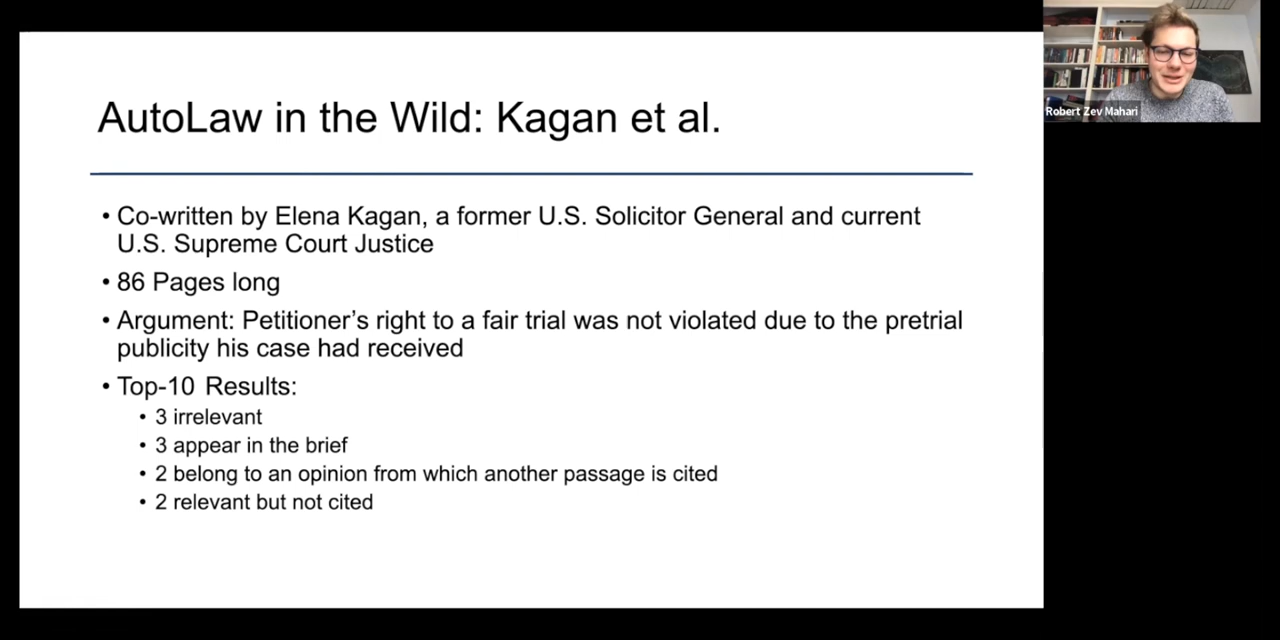 AutoLaw in the Wild: Kagan et al.
• Co-written by Elena Kagan, a former U.S. Solicitor General and current
U.S. Supreme Court Justice
• 86 Pages long
• Argument: Petitioner's right to a fair trial was not violated due to the pretrial
publicity his case had received
• Top-10 Results:
• 3 irrelevant
• 3 appear in the brief
• 2 belong to an opinion from which another passage is cited
• 2 relevant but not cited
Robert Zev Mahari